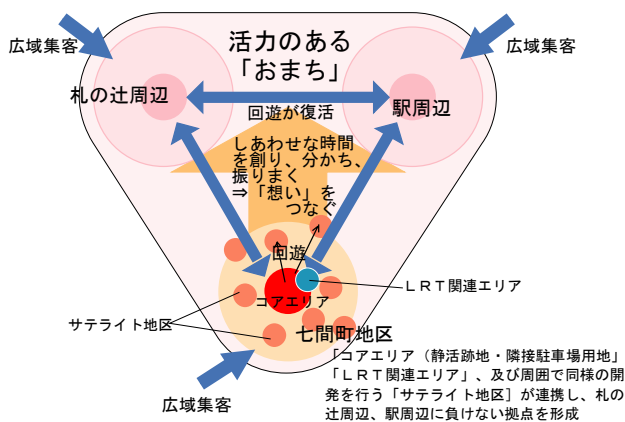 広域集客
活力のある
「おまち」
広域集客
札の辻周辺
駅周辺
回遊が復活
しあわせな時間
を創り、分かち、
振りまく
⇒「想い」を
つなぐ
回遊
LRT関連エリア
コアエリア
サテライト地区
七間町地区
「コアエリア（静活跡地・隣接駐車場用地」
「LRT関連エリア」、及び周囲で同様の開
発を行う「サテライト地区］が連携し、札の
辻周辺、駅周辺に負けない拠点を形成
広域集客